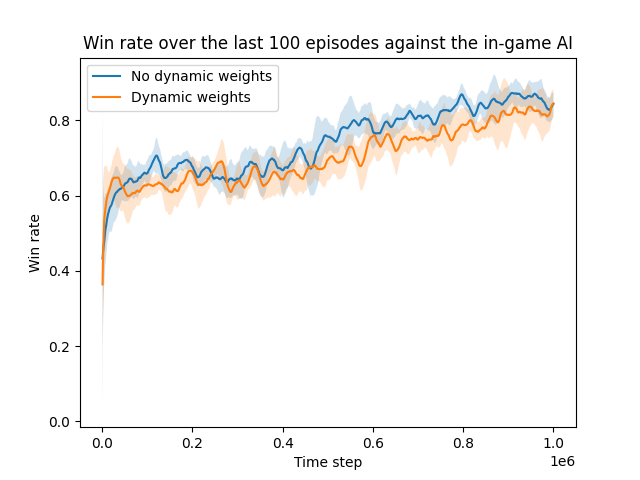 Win rate over the last 100 episodes against the in-game AI
No dynamic weights
Dynamic weights
Win rate
0.8
0.6
0.4
0.2
0.0
0.0 0.2 0.4 0.6 0.8 1.0
Time step
1e6